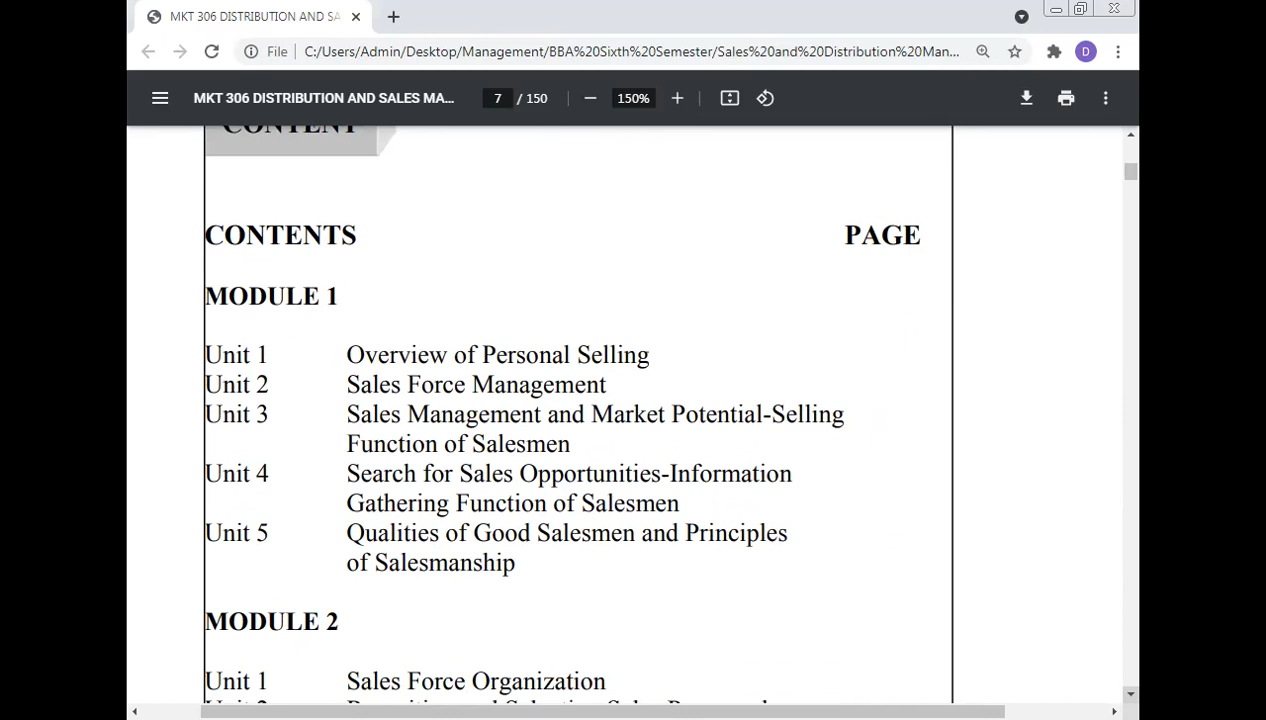 MKT 306 DISTRIBUTION AND SA
File C:/Users/Admin/Desktop/Management/BBA%20Sixth%20Semester/Sales%20and%20Distribution%20Man...
D
MKT 306 DISTRIBUTION AND SALES MA...
7 / 150
150%
CONTENT
CONTENTS PAGE
MODULE 1
Unit 1 Overview of Personal Selling
Unit 2 Sales Force Management
Unit 3 Sales Management and Market Potential-Selling
Function of Salesmen
Unit 4 Search for Sales Opportunities-Information
Gathering Function of Salesmen
Unit 5 Qualities of Good Salesmen and Principles
of Salesmanship
MODULE 2
Unit 1 Sales Force Organization